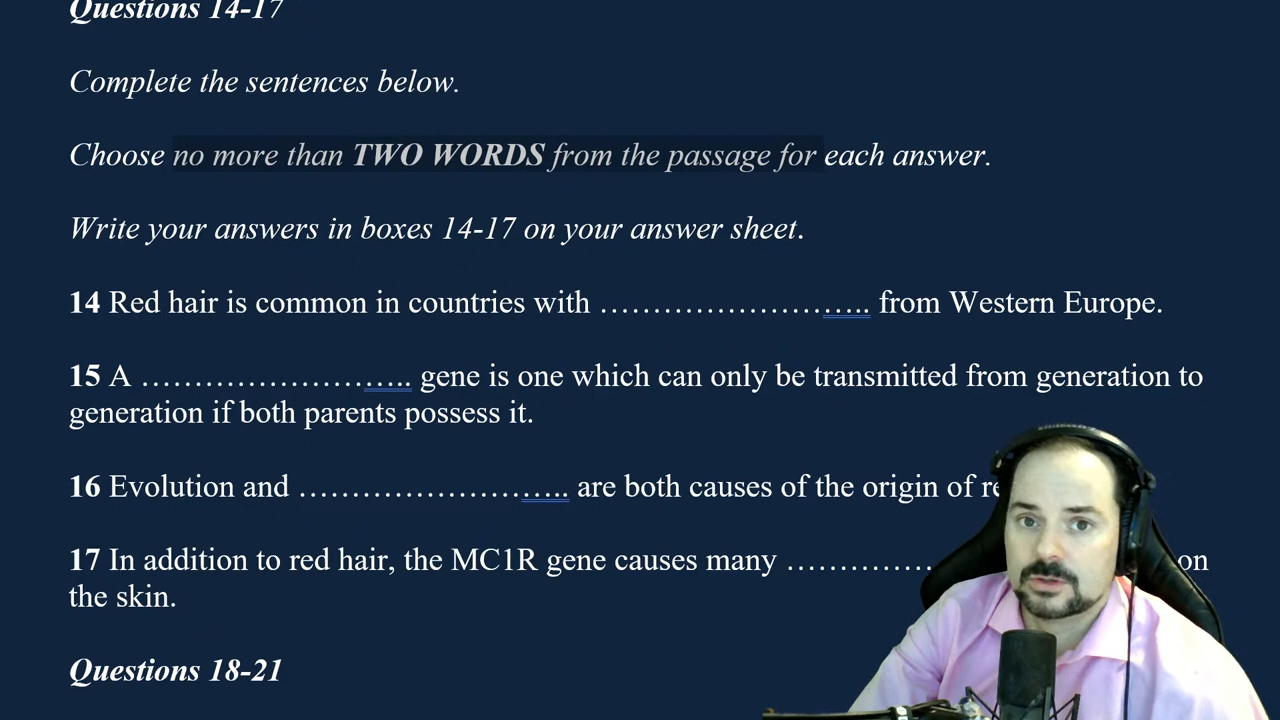 Questions 14-17
Complete the sentences below.
Choose no more than TWO WORDS from the passage for each answer.
Write your answers in boxes 14-17 on your answer sheet.
14 Red hair is common in countries with ………………………….. from Western Europe.
15 A ………………………….. gene is one which can only be transmitted from generation to
generation if both parents possess it.
16 Evolution and ………………………….. are both causes of the origin of
17 In addition to red hair, the MC1R gene causes many …………… on
the skin.
Questions 18-21